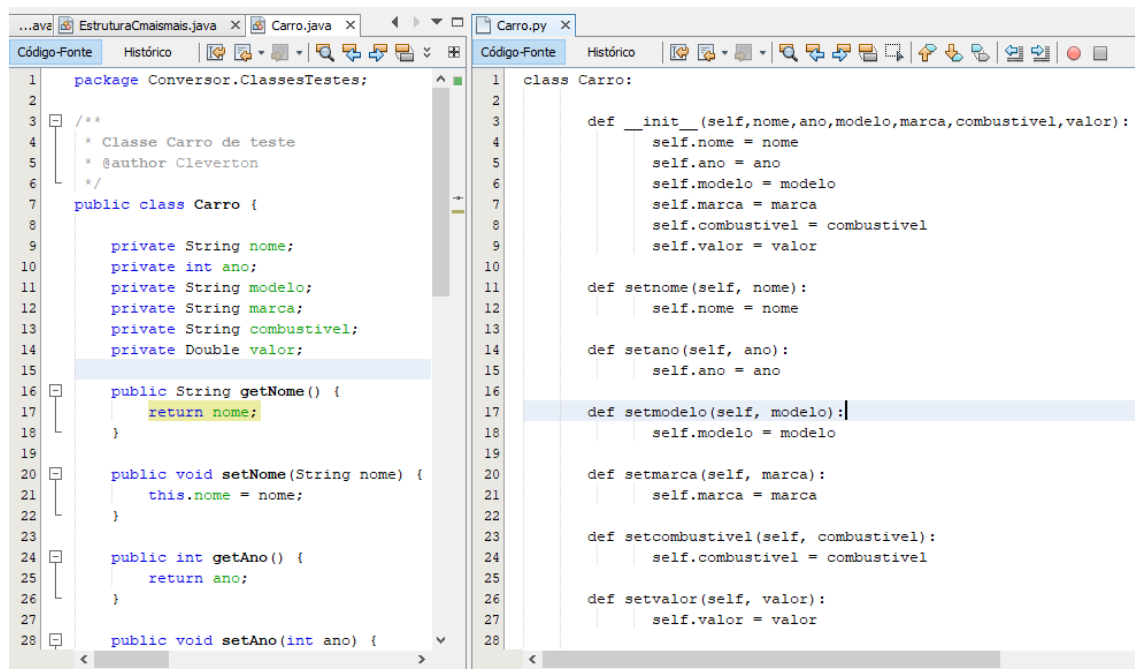 ...ava EstruturaCmaismais.java Carro.java
Código-Fonte Histórico
1 package Conversor.ClassesTestes;
2
3 /**
4 * Classe Carro de teste
5 * @author Cleverton
6 */
7 public class Carro {
8
9 private String nome;
10 private int ano;
11 private String modelo;
12 private String marca;
13 private String combustivel;
14 private Double valor;
15
16 public String getNome() {
17 return nome;
18 }
19
20 public void setNome(String nome) {
21 this.nome = nome;
22 }
23
24 public int getAno() {
25 return ano;
26 }
27
28 public void setAno(int ano) {
Carro.py
Código-Fonte Histórico
1 class Carro:
2
3 def __init__(self,nome,ano,modelo,marca,combustivel,valor):
4 self.nome = nome
5 self.ano = ano
6 self.modelo = modelo
7 self.marca = marca
8 self.combustivel = combustivel
9 self.valor = valor
10
11 def setnome(self, nome):
12 self.nome = nome
13
14 def setano(self, ano):
15 self.ano = ano
16
17 def setmodelo(self, modelo):
18 self.modelo = modelo
19
20 def setmarca(self, marca):
21 self.marca = marca
22
23 def setcombustivel(self, combustivel):
24 self.combustivel = combustivel
25
26 def setvalor(self, valor):
27 self.valor = valor
28